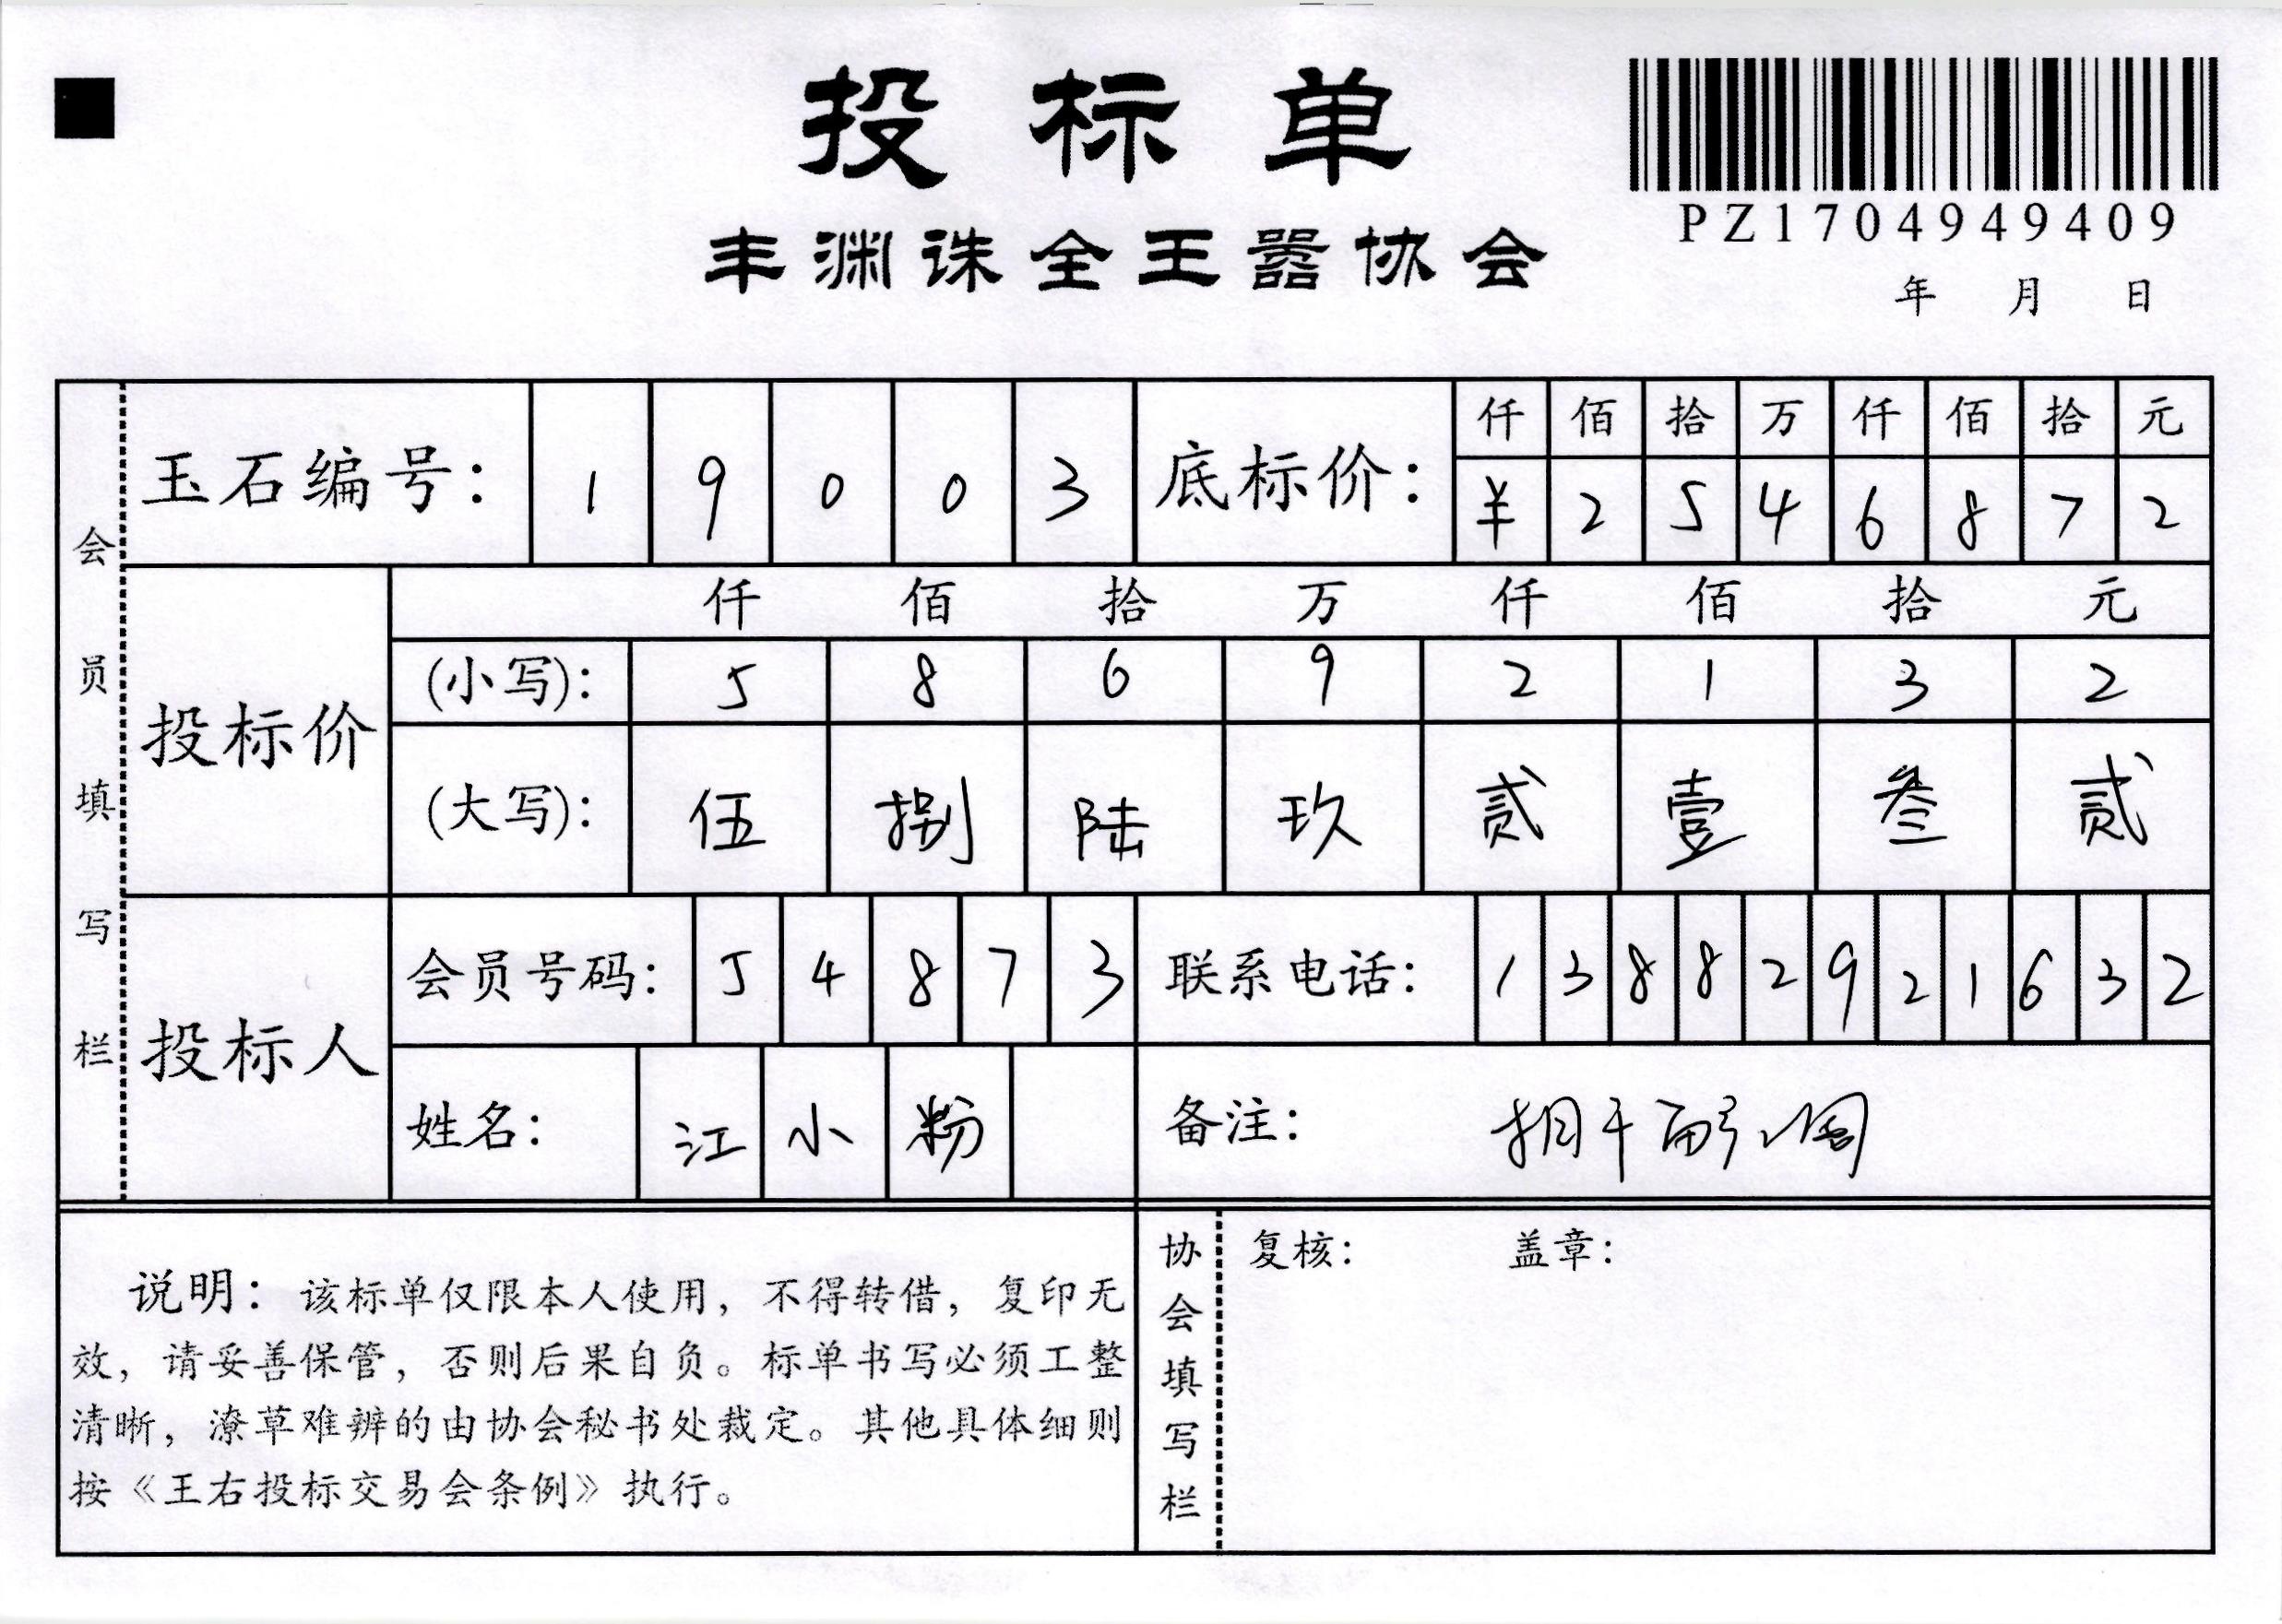 投标单
PZ1704949409
丰渊诛全王嚣协会
年 月 日
会员填写栏
玉石编号: 1 9 0 0 3
底标价: 仟 佰 拾 万 仟 佰 拾 元
¥ 2 5 4 6 8 7 2
投标价
仟 佰 拾 万 仟 佰 拾 元
(小写): 5 8 6 9 2 1 3 2
(大写): 伍 捌 陆 玖 贰 壹 叁 贰
投标人
会员号码: 5 4 8 7 3
联系电话: 1 3 8 8 2 9 2 1 6 3 2
姓名: 江 小 粉
备注:
说明: 该标单仅限本人使用, 不得转借, 复印无
效, 请妥善保管, 否则后果自负。标单书写必须工整
清晰, 潦草难辨的由协会秘书处裁定。其他具体细则
按《王右投标交易会条例》执行。
协会填写栏
复核: 盖章: